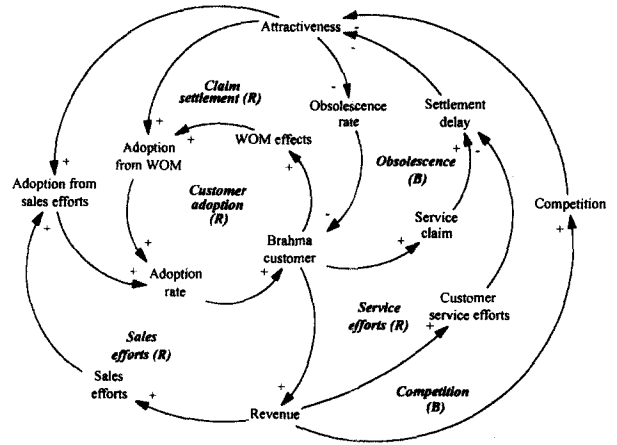 Attractiveness
-
-
Claim
settlement (R)
-
Obsolescence
rate
Settlement
delay
+
+
WOM effects
+
Adoption
from WOM
+
+
-
Obsolescence
(B)
Adoption from
sales efforts
Customer
adoption
(R)
+
Competition
+
+
-
Service
claim
+
+
Brahma
customer
+
+
+
Adoption
rate
Customer
service efforts
Service
efforts (R)
+
Sales
efforts (R)
Sales
efforts
+
+
Competition
(B)
Revenue